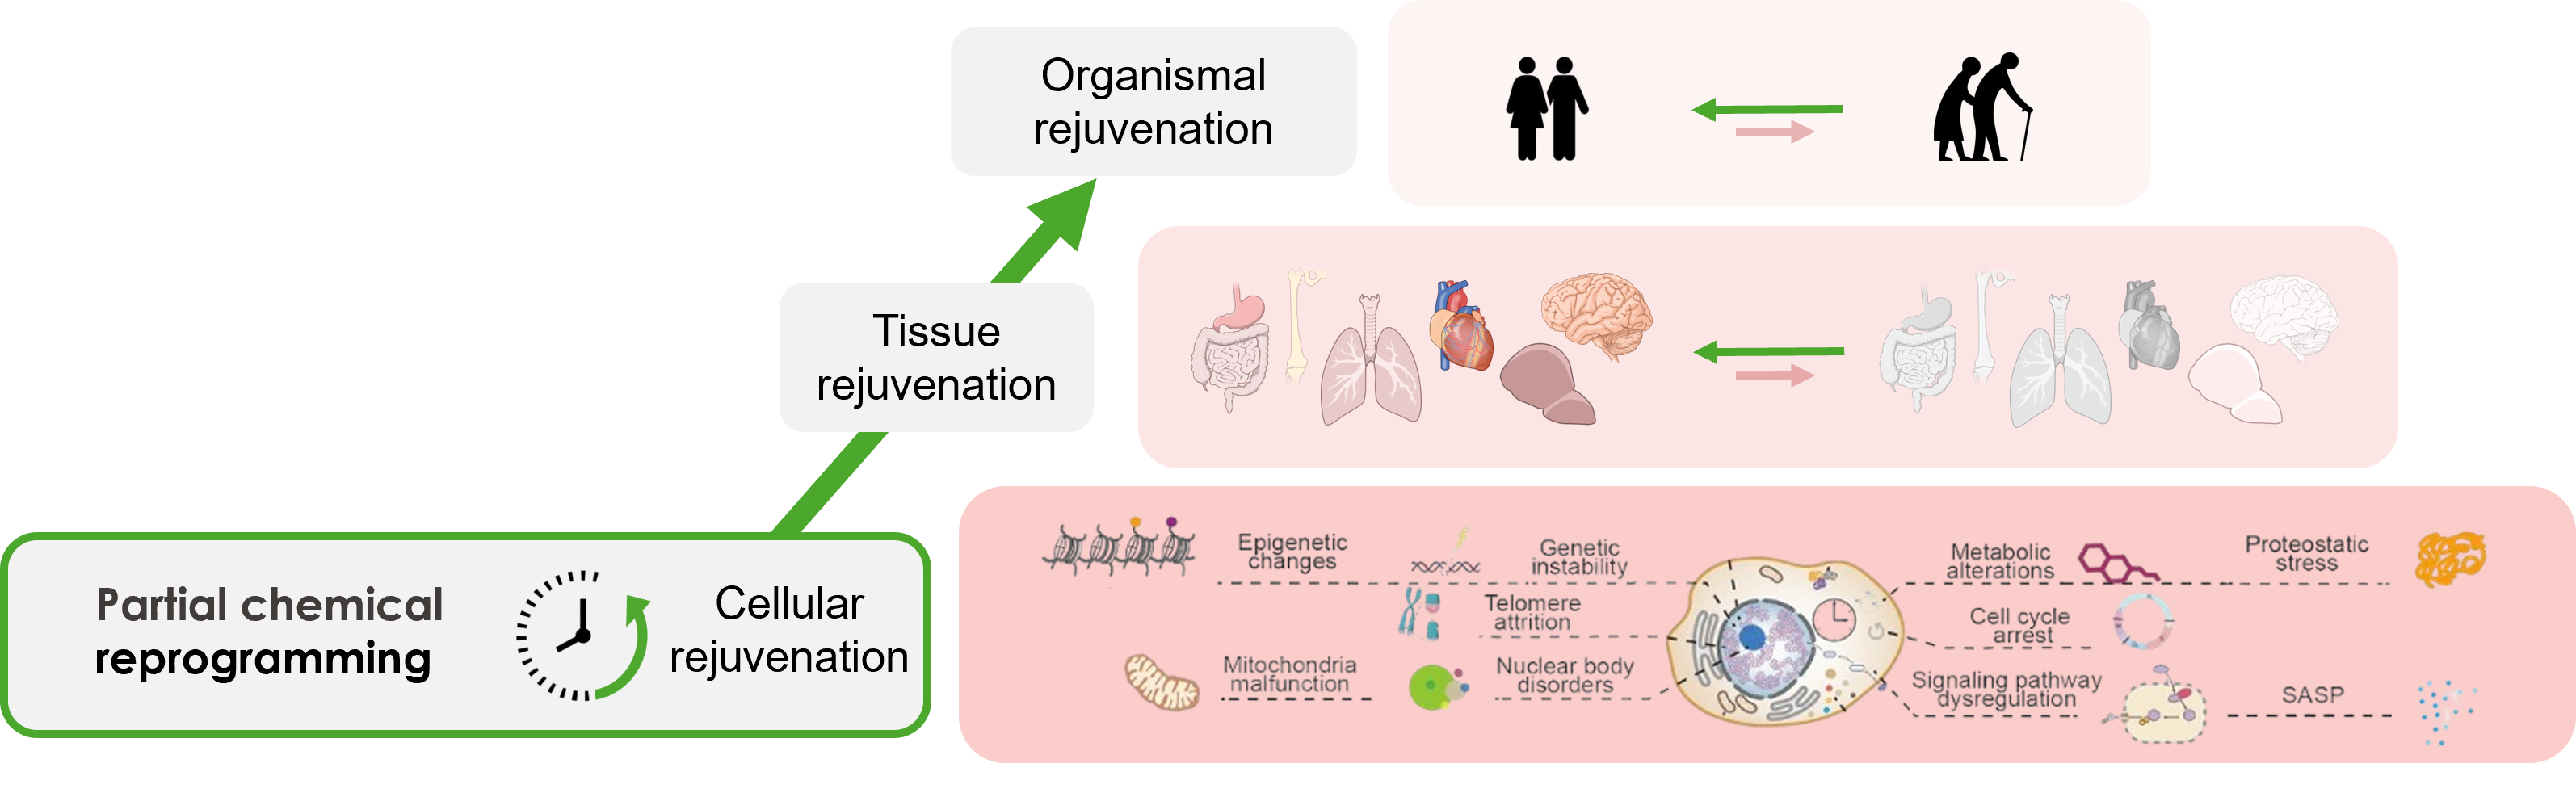 Organismal
rejuvenation
Tissue
rejuvenation
Partial chemical
reprogramming
Cellular
rejuvenation
Epigenetic
changes
Genetic
instability
Telomere
attrition
Mitochondria
malfunction
Nuclear body
disorders
Metabolic
alterations
Proteostatic
stress
Cell cycle
arrest
Signaling pathway
dysregulation
SASP